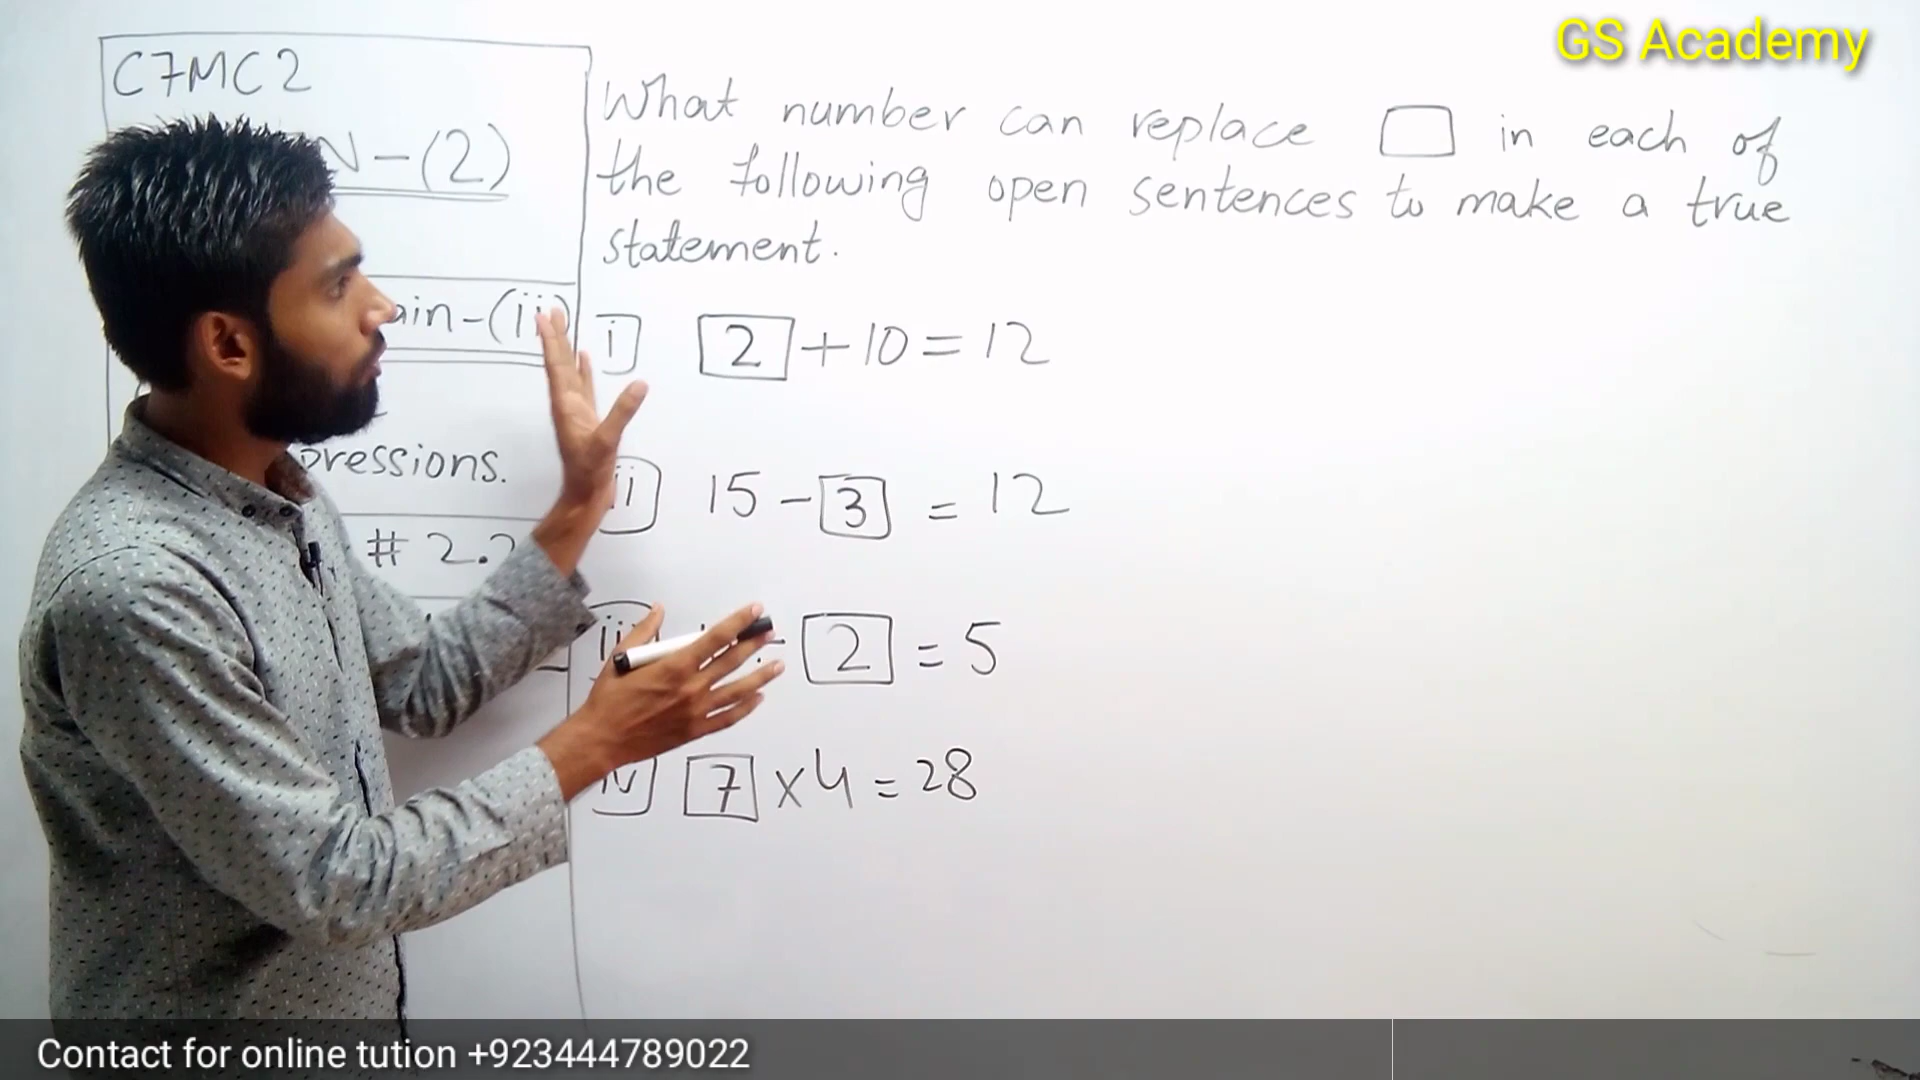 GS Academy
C7MC2
N-(2)
ain-(ii)
pressions.
# 2.2
What number can replace □ in each of
the following open sentences to make a true
statement.
i 2 + 10 = 12
ii 15 - 3 = 12
iii 2 = 5
iv 7 x 4 = 28
Contact for online tution +923444789022